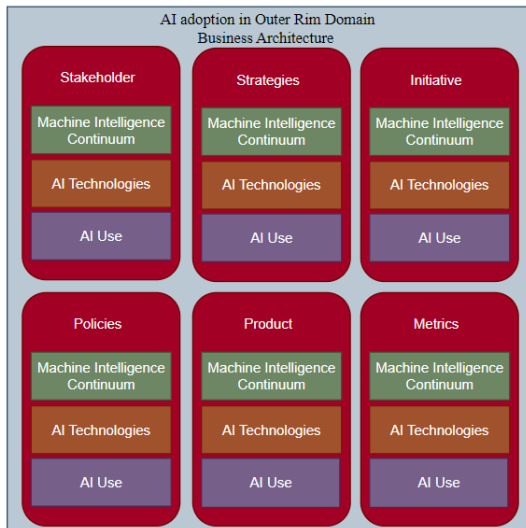 AI adoption in Outer Rim Domain
Business Architecture
Stakeholder
Machine Intelligence
Continuum
AI Technologies
AI Use
Strategies
Machine Intelligence
Continuum
AI Technologies
AI Use
Initiative
Machine Intelligence
Continuum
AI Technologies
AI Use
Policies
Machine Intelligence
Continuum
AI Technologies
AI Use
Product
Machine Intelligence
Continuum
AI Technologies
AI Use
Metrics
Machine Intelligence
Continuum
AI Technologies
AI Use